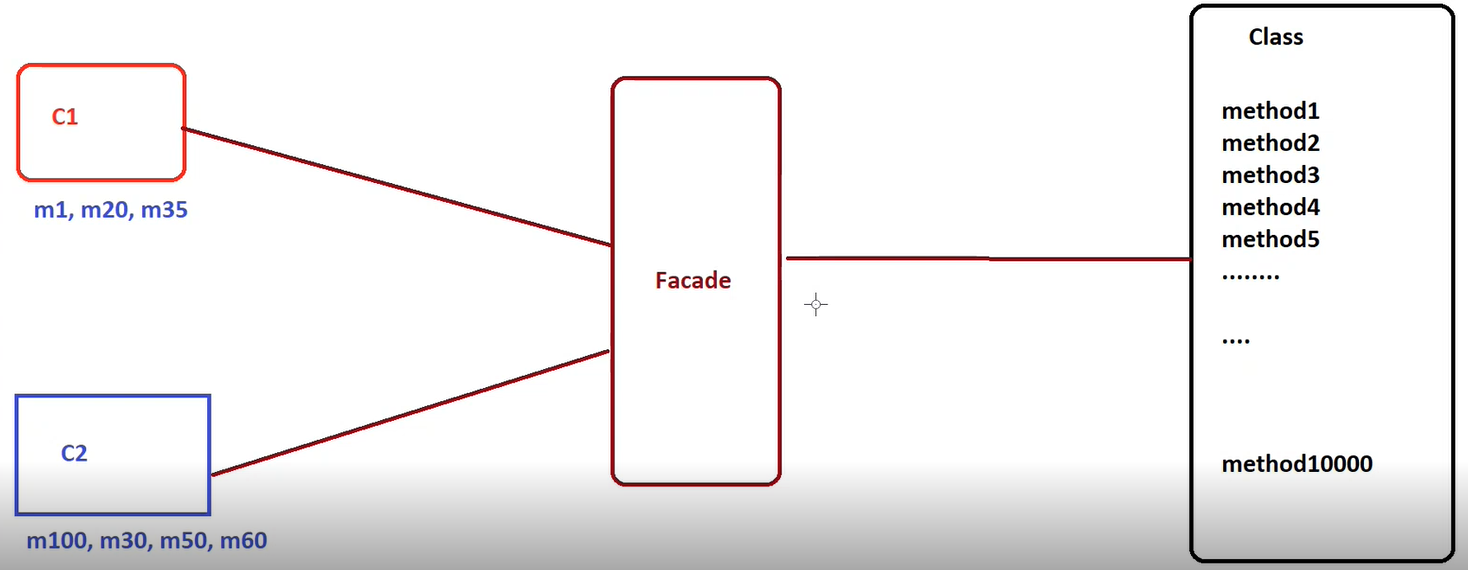 C1
m1, m20, m35
C2
m100, m30, m50, m60
Facade
Class
method1
method2
method3
method4
method5
........
....
method10000